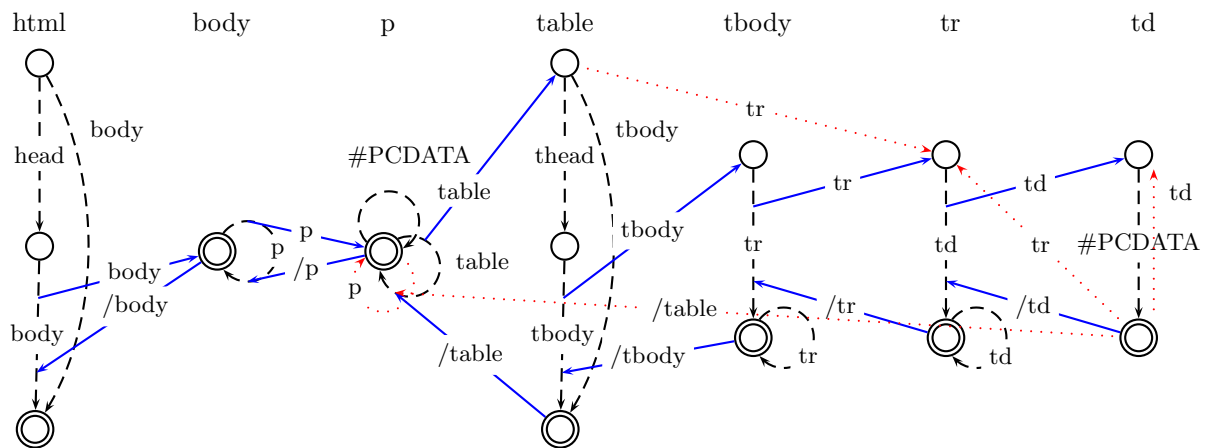 html body p table tbody tr td
body tbody tr
head #PCDATA thead
table tr td td
p p tbody
tr td tr #PCDATA
/p table
body
p
/body /table /tr /td
body tbody
/table /tbody tr td